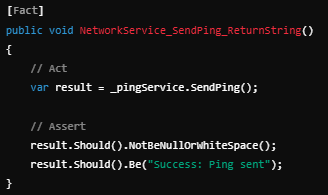 [Fact]
public void NetworkService_SendPing_ReturnString()
{
    // Act
    var result = _pingService.SendPing();

    // Assert
    result.Should().NotBeNullOrWhiteSpace();
    result.Should().Be("Success: Ping sent");
}